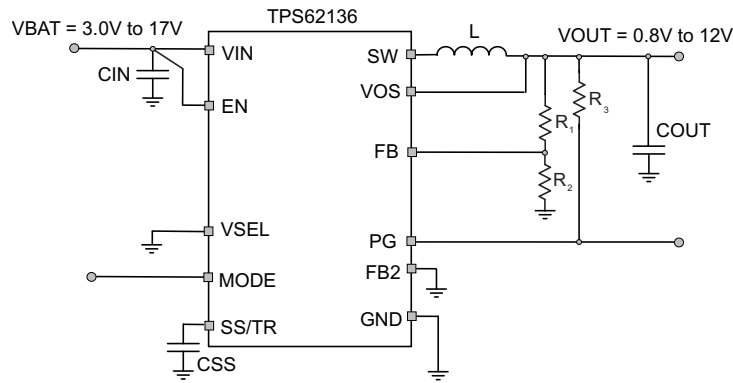 TPS62136
VBAT = 3.0V to 17V
L
VOUT = 0.8V to 12V
VIN
SW
CIN
VOS
EN
R3
R1
COUT
FB
R2
VSEL
PG
FB2
MODE
GND
SS/TR
CSS